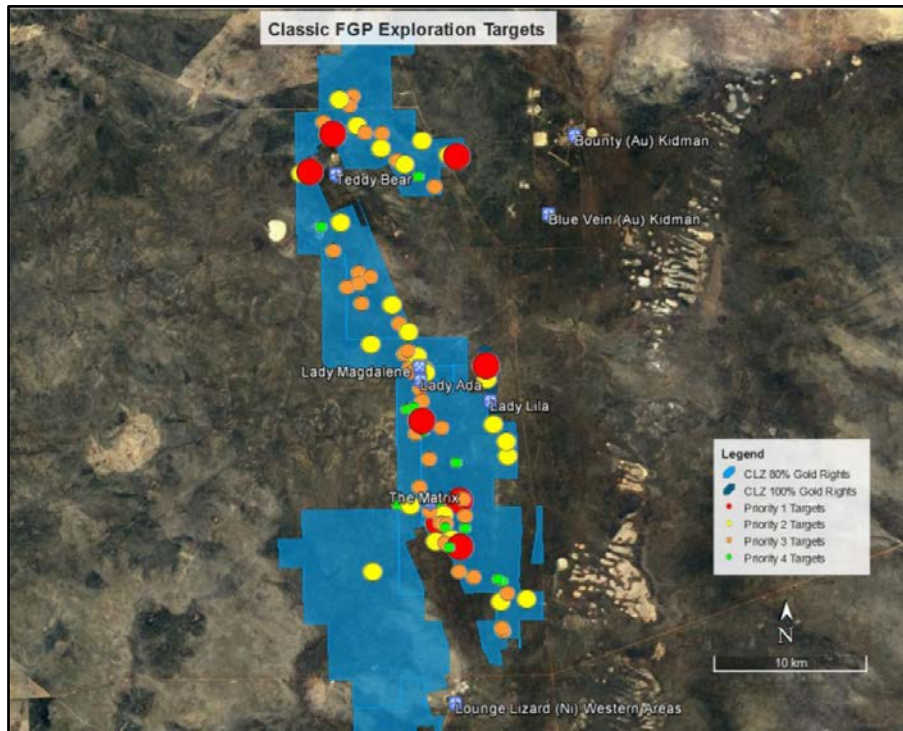 Classic FGP Exploration Targets
Bounty (Au) Kidman
Teddy Bear
Blue Vein (Au) Kidman
Lady Magdalene
Lady Ada
Lady Lila
The Matrix
Legend
CLZ 80% Gold Rights
CLZ 100% Gold Rights
Priority 1 Targets
Priority 2 Targets
Priority 3 Targets
Priority 4 Targets
N
10 km
Lounge Lizard (Ni) Western Areas